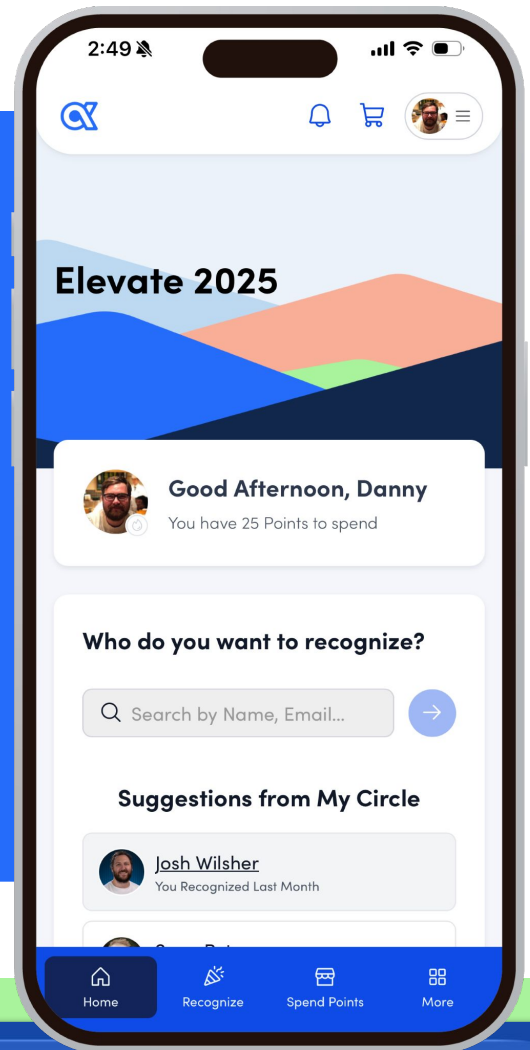 2:49
Elevate 2025
Good Afternoon, Danny
You have 25 Points to spend
Who do you want to recognize?
Search by Name, Email...
Suggestions from My Circle
Josh Wilsher
You Recognized Last Month
Home
Recognize
Spend Points
More